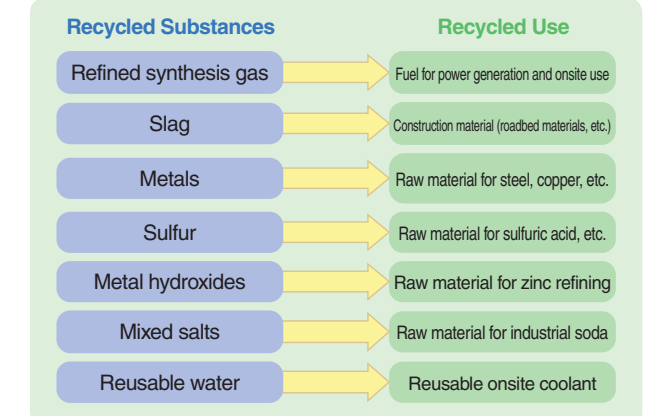 Recycled Substances Recycled Use
Refined synthesis gas Fuel for power generation and onsite use
Slag Construction material (roadbed materials, etc.)
Metals Raw material for steel, copper, etc.
Sulfur Raw material for sulfuric acid, etc.
Metal hydroxides Raw material for zinc refining
Mixed salts Raw material for industrial soda
Reusable water Reusable onsite coolant